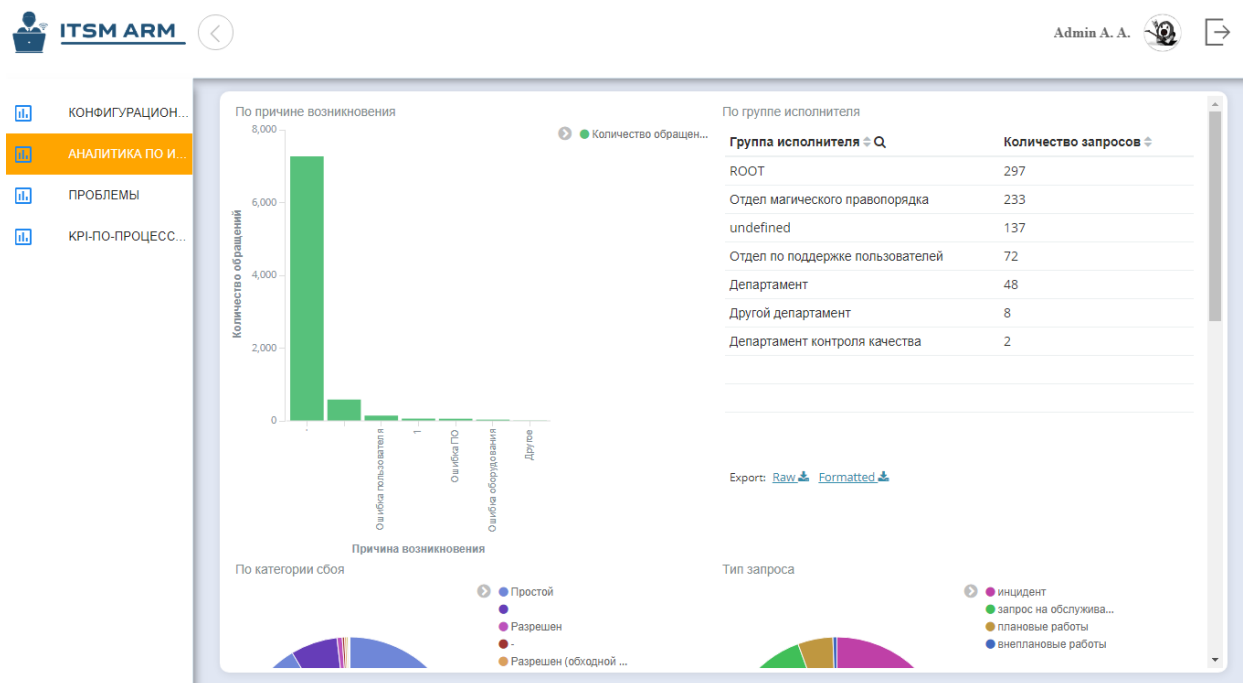 ITSM ARM
Admin A. A.
КОНФИГУРАЦИОН...
АНАЛИТИКА ПО И...
ПРОБЛЕМЫ
KPI-ПО-ПРОЦЕСС...
По причине возникновения
8,000
6,000
4,000
2,000
0
Количество обращений
-
Ошибка пользователя
1
Ошибка ПО
Ошибка оборудования
Другое
Причина возникновения
Количество обращен...
По группе исполнителя
Группа исполнителя Количество запросов
ROOT 297
Отдел магического правопорядка 233
undefined 137
Отдел по поддержке пользователей 72
Департамент 48
Другой департамент 8
Департамент контроля качества 2
Export: Raw Formatted
По категории сбоя
Простой
Разрешен
-
Разрешен (обходной ...
Тип запроса
инцидент
запрос на обслужива...
плановые работы
внеплановые работы